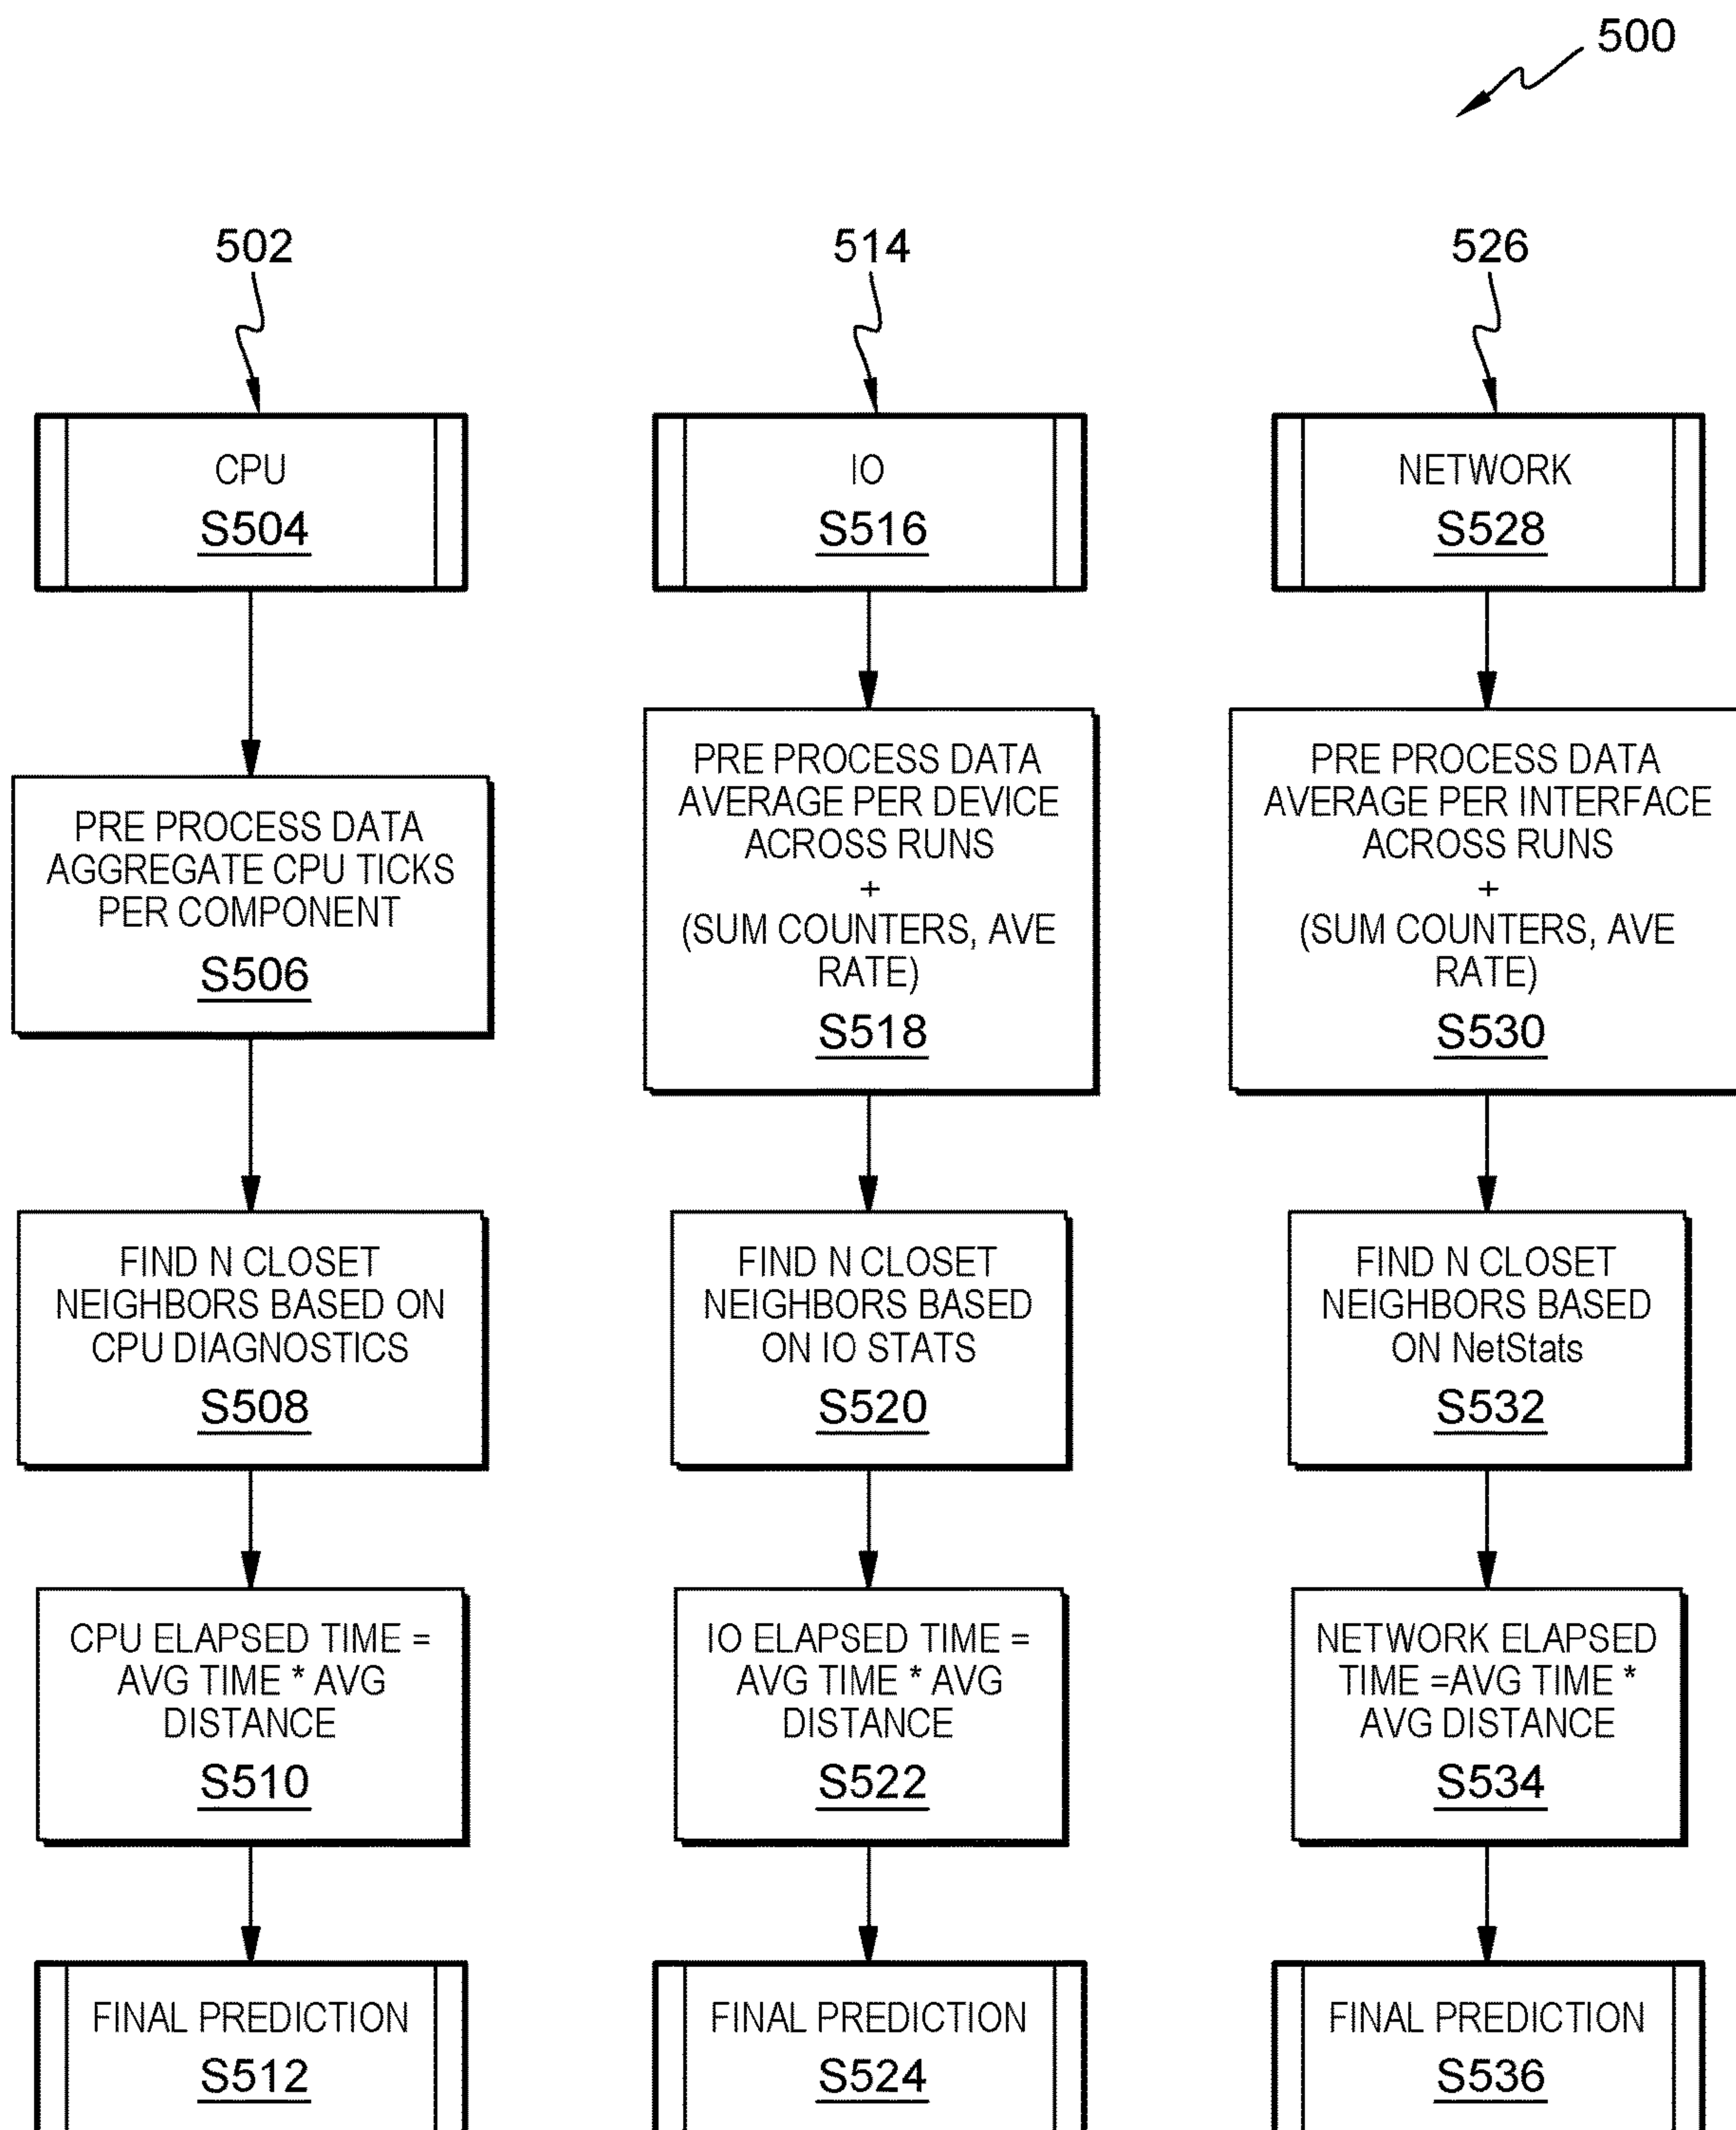 500
502
CPU
S504
PRE PROCESS DATA
AGGREGATE CPU TICKS
PER COMPONENT
S506
FIND N CLOSET
NEIGHBORS BASED ON
CPU DIAGNOSTICS
S508
CPU ELAPSED TIME =
AVG TIME * AVG
DISTANCE
S510
FINAL PREDICTION
S512
514
IO
S516
PRE PROCESS DATA
AVERAGE PER DEVICE
ACROSS RUNS
+
(SUM COUNTERS, AVE
RATE)
S518
FIND N CLOSET
NEIGHBORS BASED
ON IO STATS
S520
IO ELAPSED TIME =
AVG TIME * AVG
DISTANCE
S522
FINAL PREDICTION
S524
526
NETWORK
S528
PRE PROCESS DATA
AVERAGE PER INTERFACE
ACROSS RUNS
+
(SUM COUNTERS, AVE
RATE)
S530
FIND N CLOSET
NEIGHBORS BASED
ON NetStats
S532
NETWORK ELAPSED
TIME =AVG TIME *
AVG DISTANCE
S534
FINAL PREDICTION
S536